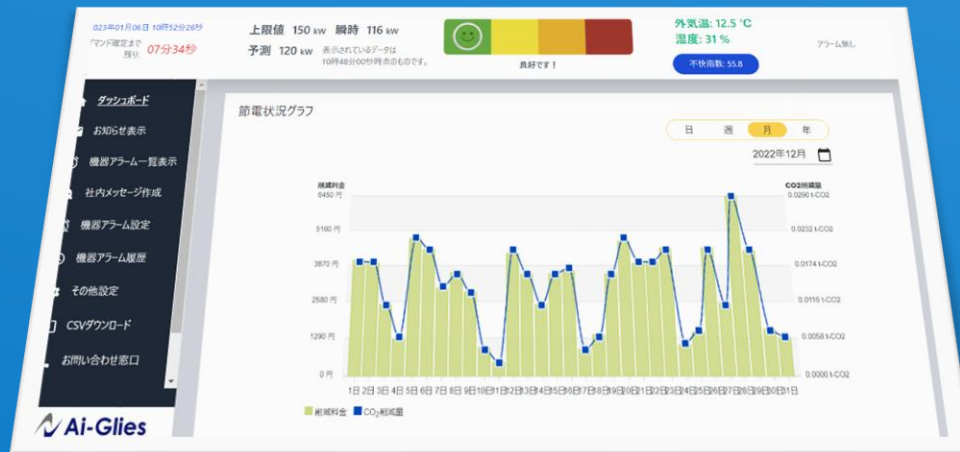 023年01月06日 10時52分26秒
マンド確定まで
残り 07分34秒
上限値 150 kw 瞬時 116 kw
予測 120 kw 表示されているデータは
10時48分00秒時点のものです。
良好です！
外気温: 12.5 °C
湿度: 31 %
不快指数: 55.8
アラーム無し
ダッシュボード
お知らせ表示
機器アラーム一覧表示
社内メッセージ作成
機器アラーム設定
機器アラーム履歴
その他設定
CSVダウンロード
お問い合わせ窓口
Ai-Glies
節電状況グラフ
日 週 月 年
2022年12月
削減料金 CO2削減量
6450 円 0.0290 t-CO2
5160 円 0.0232 t-CO2
3870 円 0.0174 t-CO2
2580 円 0.0116 t-CO2
1290 円 0.0058 t-CO2
0 円 0.0000 t-CO2
1日 2日 3日 4日 5日 6日 7日 8日 9日10日11日12日13日14日15日16日17日18日19日20日21日22日23日24日25日26日27日28日29日30日31日
削減料金 CO₂削減量